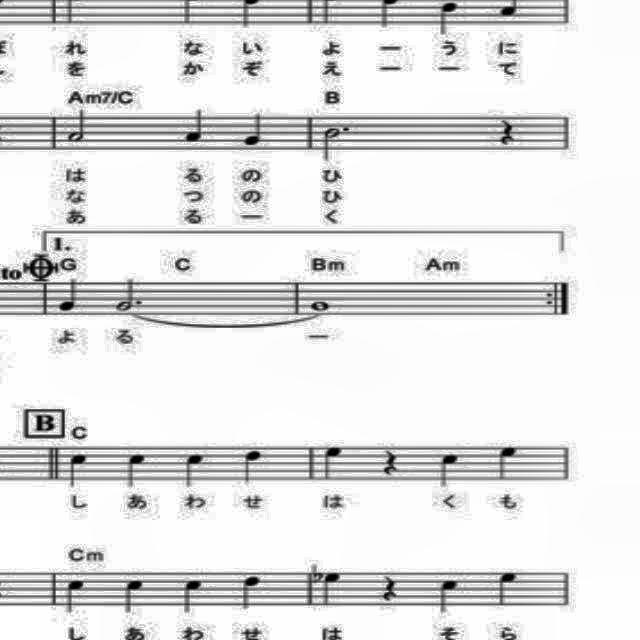 れ な い よ ー う に
を か ぞ え ー ー て
Am7/C B
は る の ひ
な つ の ひ
あ る ー く
1.
to G C Bm Am
よ る ー
B C
し あ わ せ は く も
Cm
し あ わ せ は そ ら